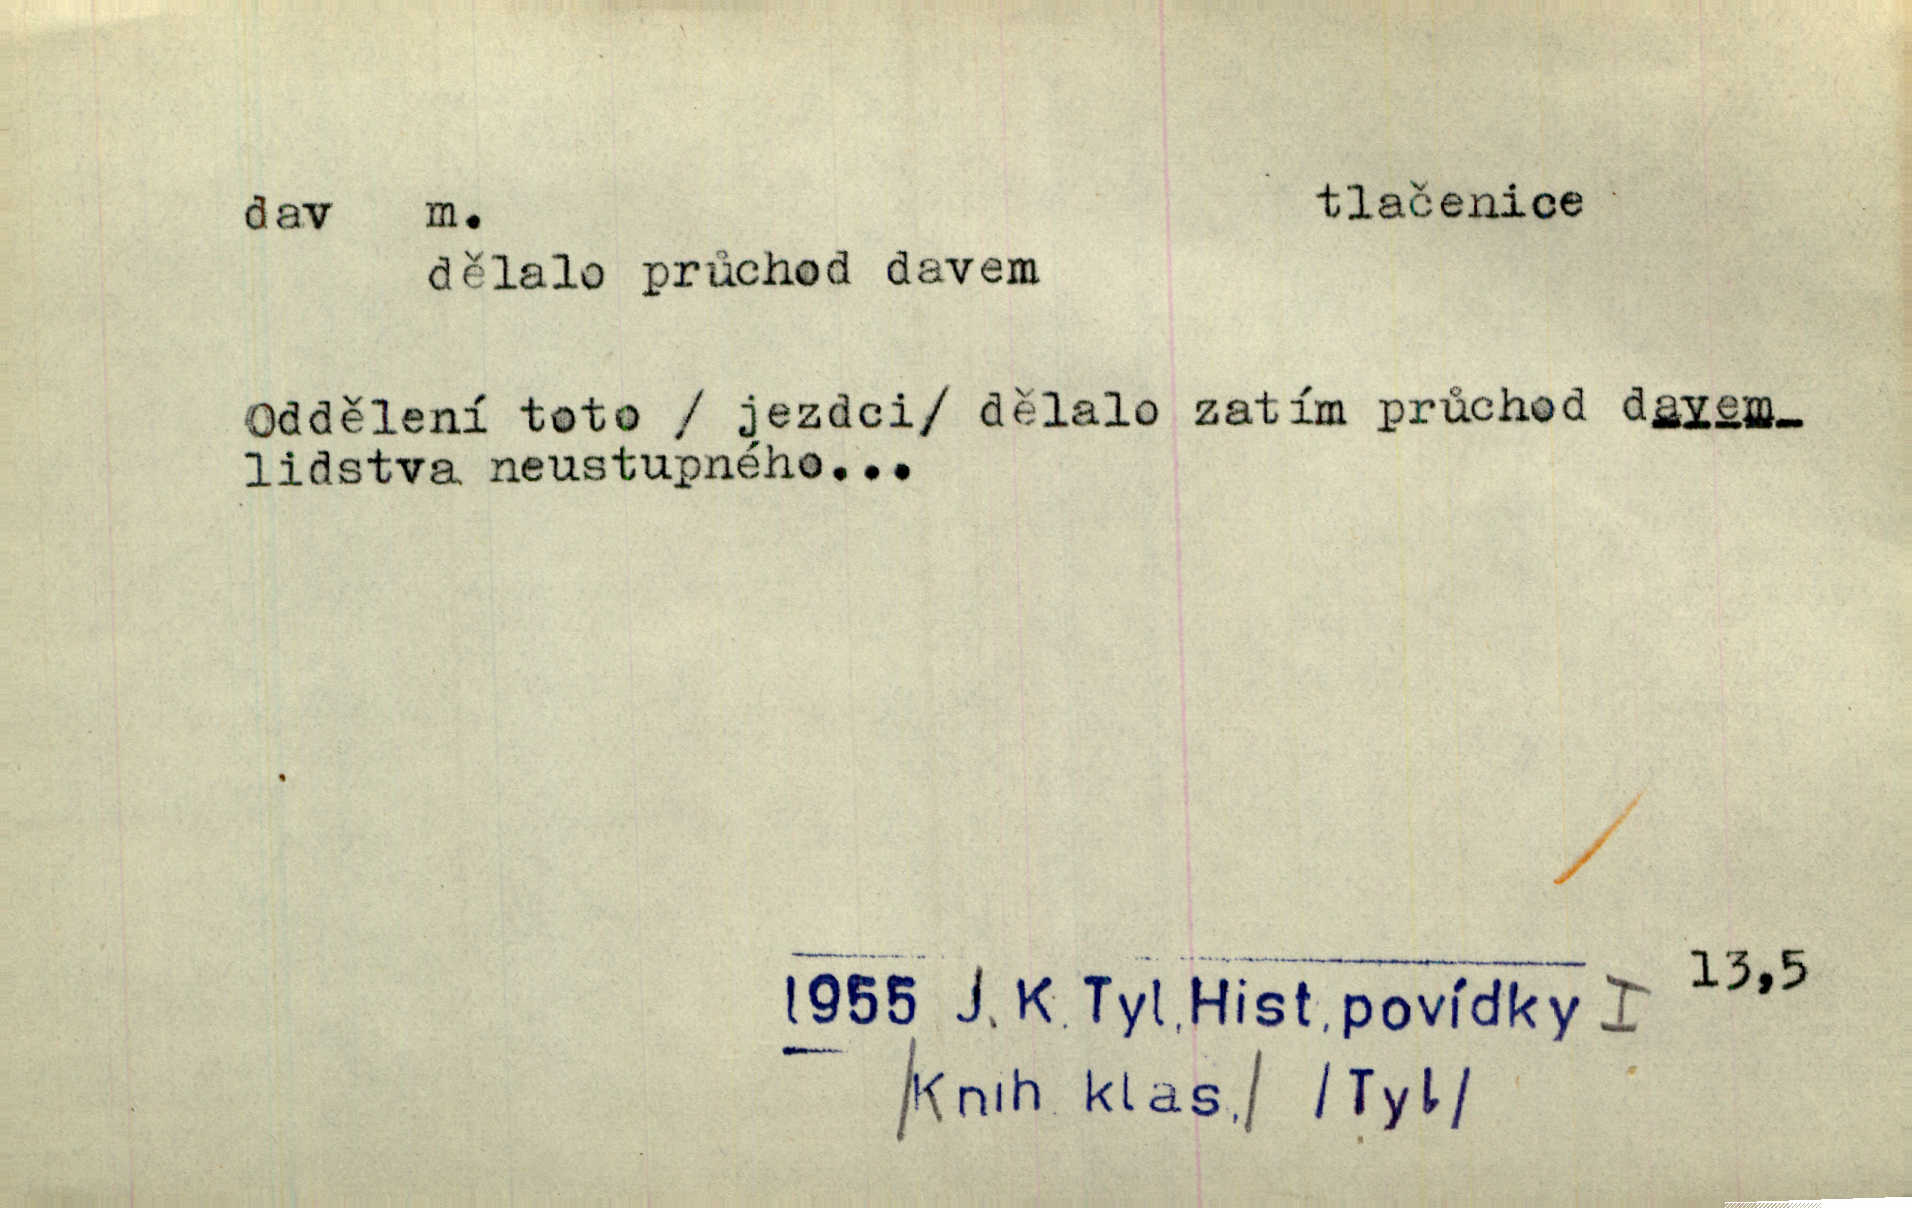 dav m. tlačenice
dělalo průchod davem
Oddělení toto / jezdci/ dělalo zatím průchod davem
lidstva neustupného...
13,5
1955 J. K. Tyl, Hist. povídky I
/Knih. klas./ /Tyl/